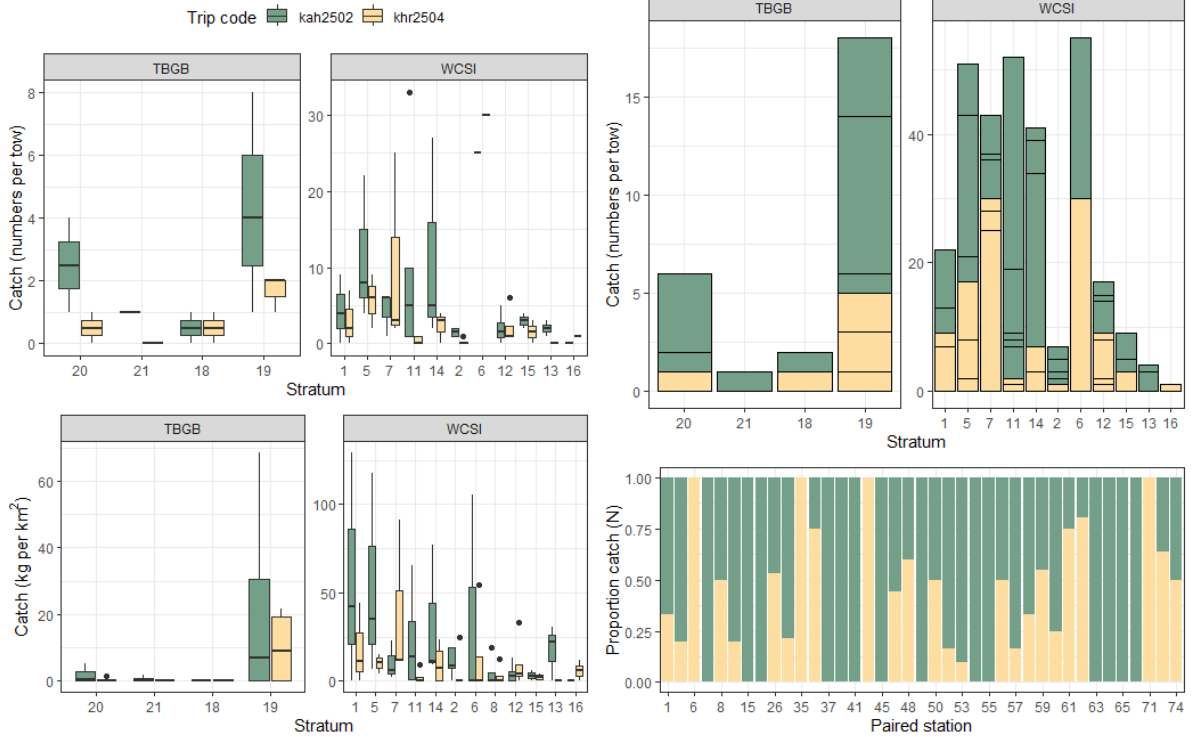 Trip code kah2502 khr2504
TBGB WCSI
Catch (numbers per tow)
8
6
4
2
0
30
20
10
0
20 21 18 19
1 5 7 11 14 2 6 12 15 13 16
Stratum
TBGB WCSI
Catch (kg per km²)
60
40
20
0
100
50
0
20 21 18 19
1 5 7 11 14 2 6 8 12 15 13 16
Stratum
TBGB WCSI
Catch (numbers per tow)
15
10
5
0
40
20
0
20 21 18 19
1 5 7 11 14 2 6 12 15 13 16
Stratum
Proportion catch (N)
1.00
0.75
0.50
0.25
0.00
1 6 8 15 26 35 37 41 45 48 50 53 55 57 59 61 63 65 71 74
Paired station